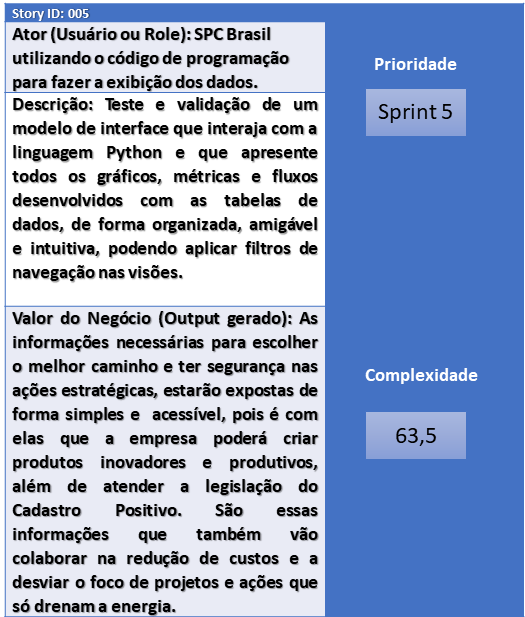 Story ID: 005
Ator (Usuário ou Role): SPC Brasil
utilizando o código de programação
para fazer a exibição dos dados.
Prioridade
Sprint 5
Descrição: Teste e validação de um
modelo de interface que interaja com a
linguagem Python e que apresente
todos os gráficos, métricas e fluxos
desenvolvidos com as tabelas de
dados, de forma organizada, amigável
e intuitiva, podendo aplicar filtros de
navegação nas visões.
Valor do Negócio (Output gerado): As
informações necessárias para escolher
o melhor caminho e ter segurança nas
ações estratégicas, estarão expostas de
forma simples e acessível, pois é com
elas que a empresa poderá criar
produtos inovadores e produtivos,
além de atender a legislação do
Cadastro Positivo. São essas
informações que também vão
colaborar na redução de custos e a
desviar o foco de projetos e ações que
só drenam a energia.
Complexidade
63,5